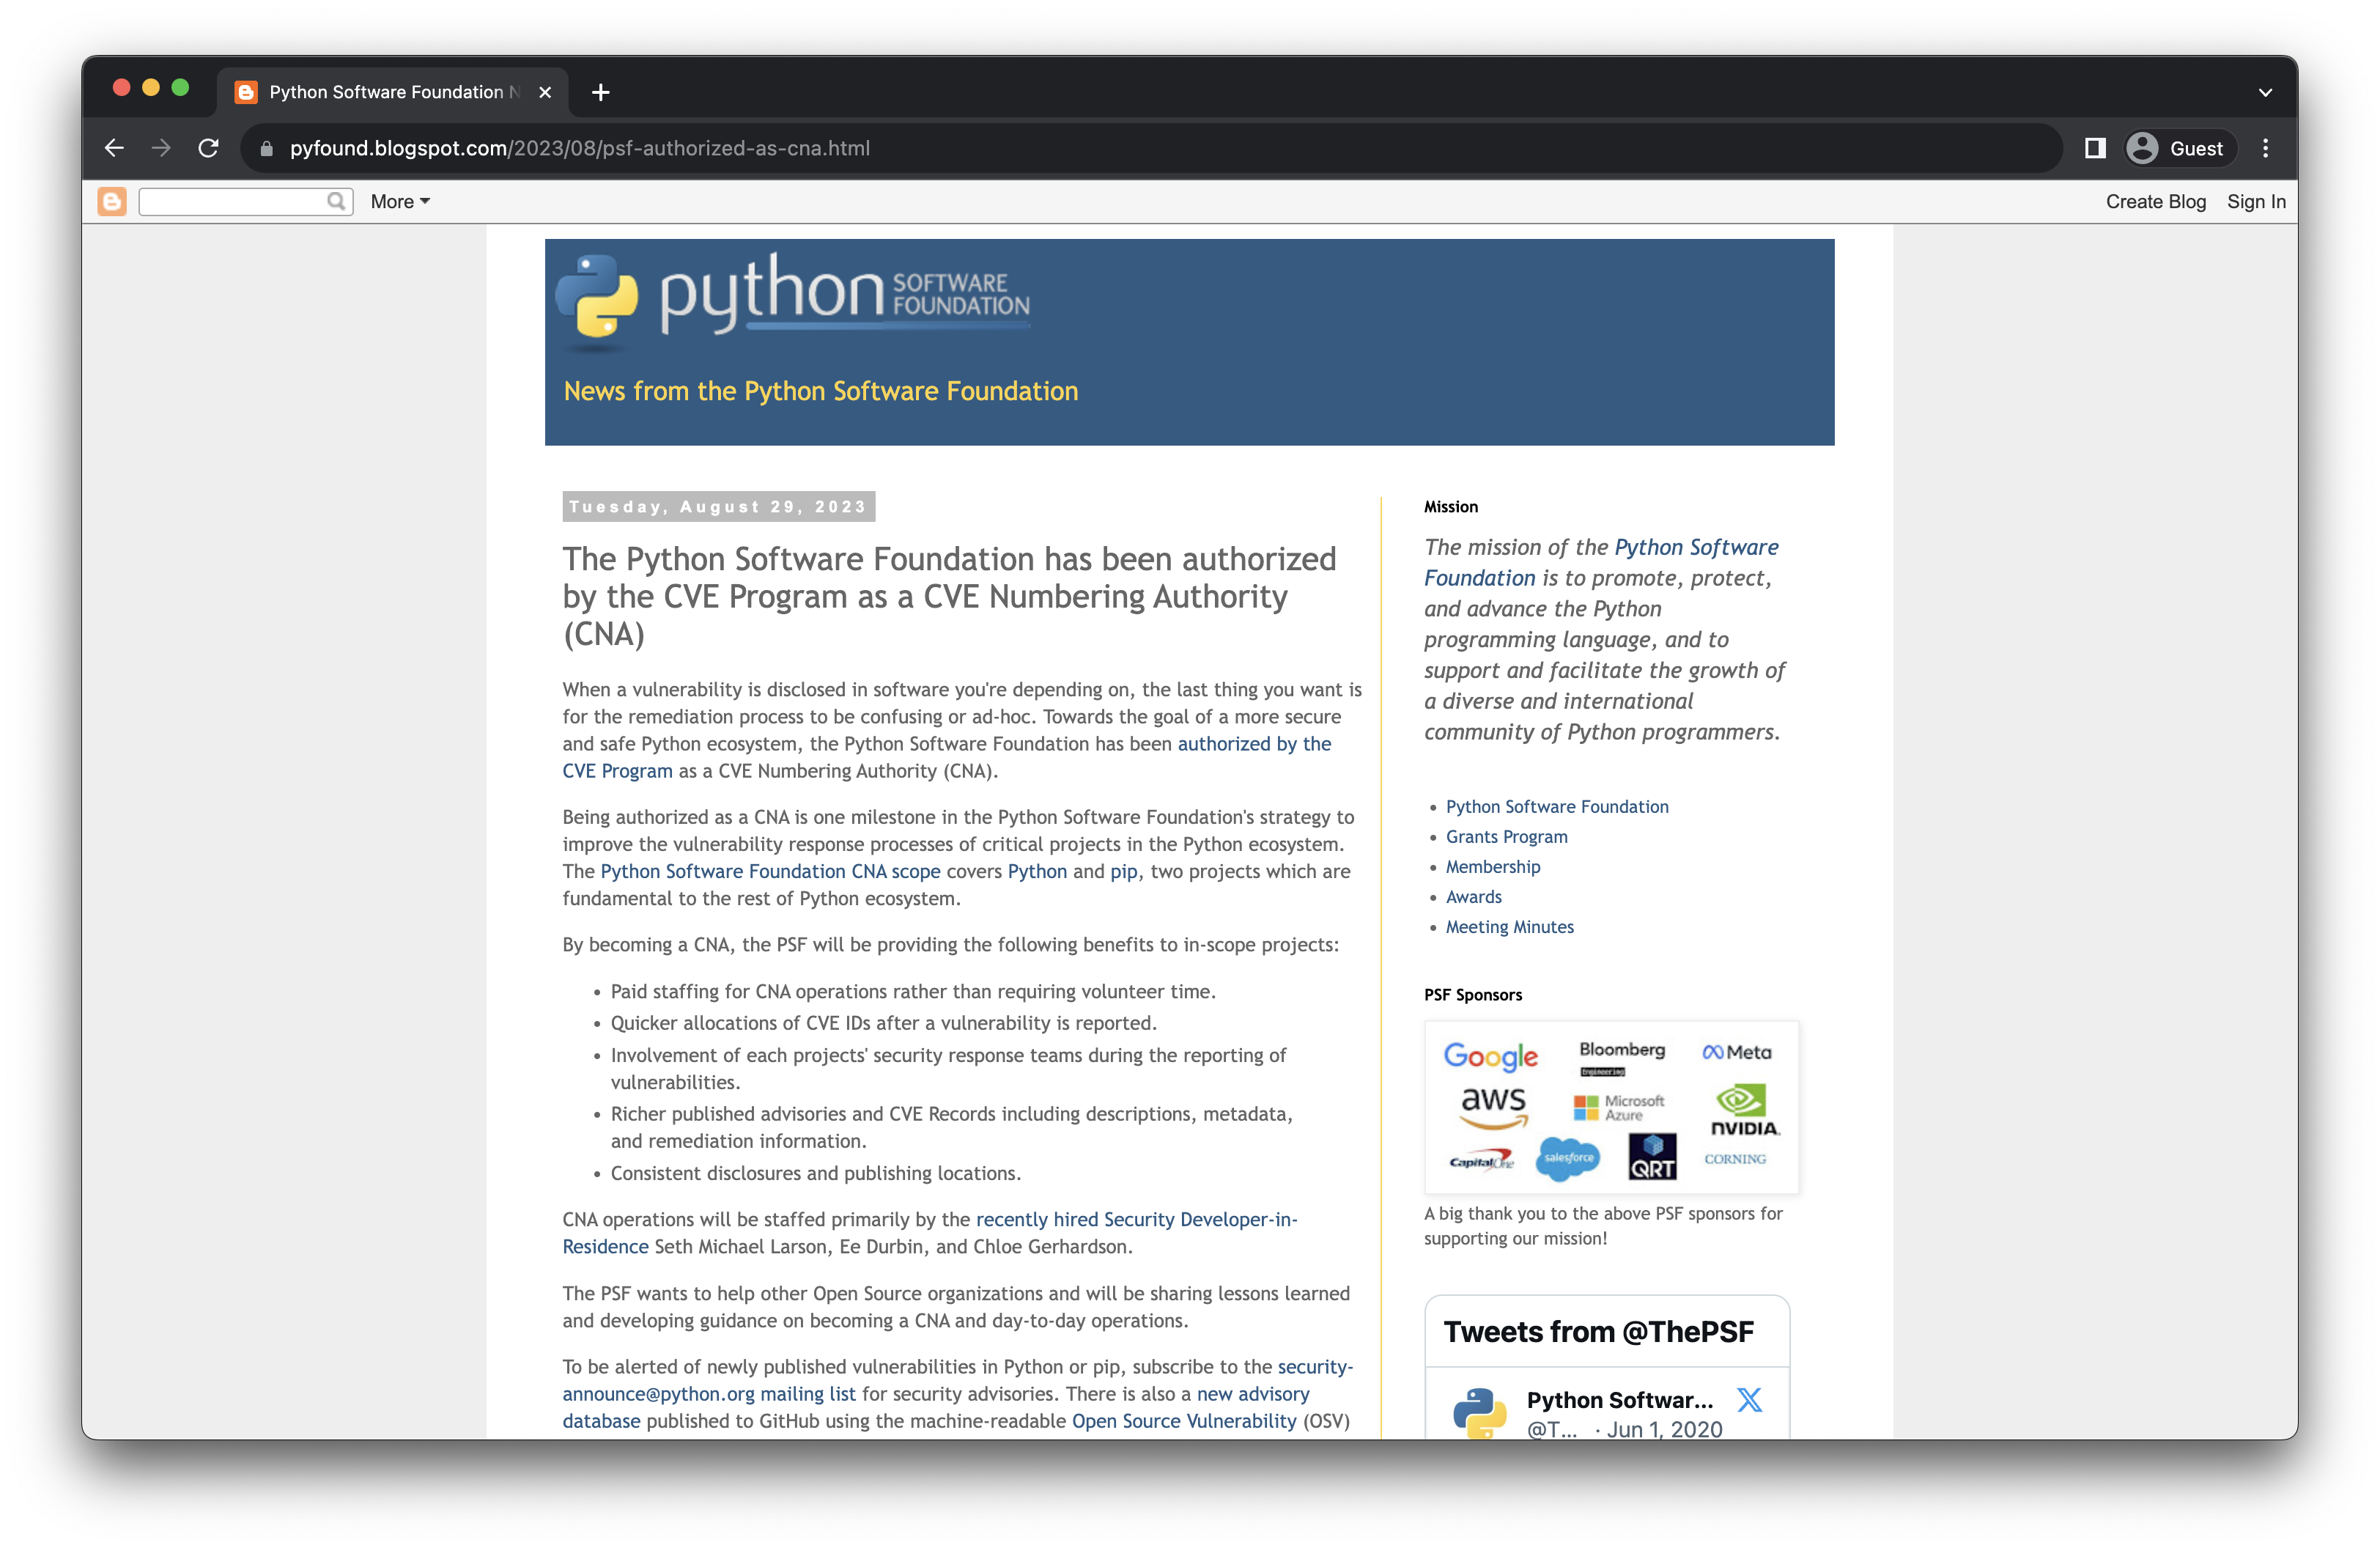 Python Software Foundation N
pyfound.blogspot.com/2023/08/psf-authorized-as-cna.html
Guest
More
Create Blog
Sign In
python SOFTWARE
FOUNDATION
News from the Python Software Foundation
Tuesday, August 29, 2023
The Python Software Foundation has been authorized
by the CVE Program as a CVE Numbering Authority
(CNA)
When a vulnerability is disclosed in software you're depending on, the last thing you want is
for the remediation process to be confusing or ad-hoc. Towards the goal of a more secure
and safe Python ecosystem, the Python Software Foundation has been authorized by the
CVE Program as a CVE Numbering Authority (CNA).
Being authorized as a CNA is one milestone in the Python Software Foundation's strategy to
improve the vulnerability response processes of critical projects in the Python ecosystem.
The Python Software Foundation CNA scope covers Python and pip, two projects which are
fundamental to the rest of Python ecosystem.
By becoming a CNA, the PSF will be providing the following benefits to in-scope projects:
• Paid staffing for CNA operations rather than requiring volunteer time.
• Quicker allocations of CVE IDs after a vulnerability is reported.
• Involvement of each projects' security response teams during the reporting of
vulnerabilities.
• Richer published advisories and CVE Records including descriptions, metadata,
and remediation information.
• Consistent disclosures and publishing locations.
CNA operations will be staffed primarily by the recently hired Security Developer-in-
Residence Seth Michael Larson, Ee Durbin, and Chloe Gerhardson.
The PSF wants to help other Open Source organizations and will be sharing lessons learned
and developing guidance on becoming a CNA and day-to-day operations.
To be alerted of newly published vulnerabilities in Python or pip, subscribe to the security-
announce@python.org mailing list for security advisories. There is also a new advisory
database published to GitHub using the machine-readable Open Source Vulnerability (OSV)
Mission
The mission of the Python Software
Foundation is to promote, protect,
and advance the Python
programming language, and to
support and facilitate the growth of
a diverse and international
community of Python programmers.
• Python Software Foundation
• Grants Program
• Membership
• Awards
• Meeting Minutes
PSF Sponsors
Google
Bloomberg
Engineering
Meta
aws
Microsoft
Azure
NVIDIA.
Capital One
salesforce
QRT
CORNING
A big thank you to the above PSF sponsors for
supporting our mission!
Tweets from @ThePSF
Python Softwar...
@T... · Jun 1, 2020